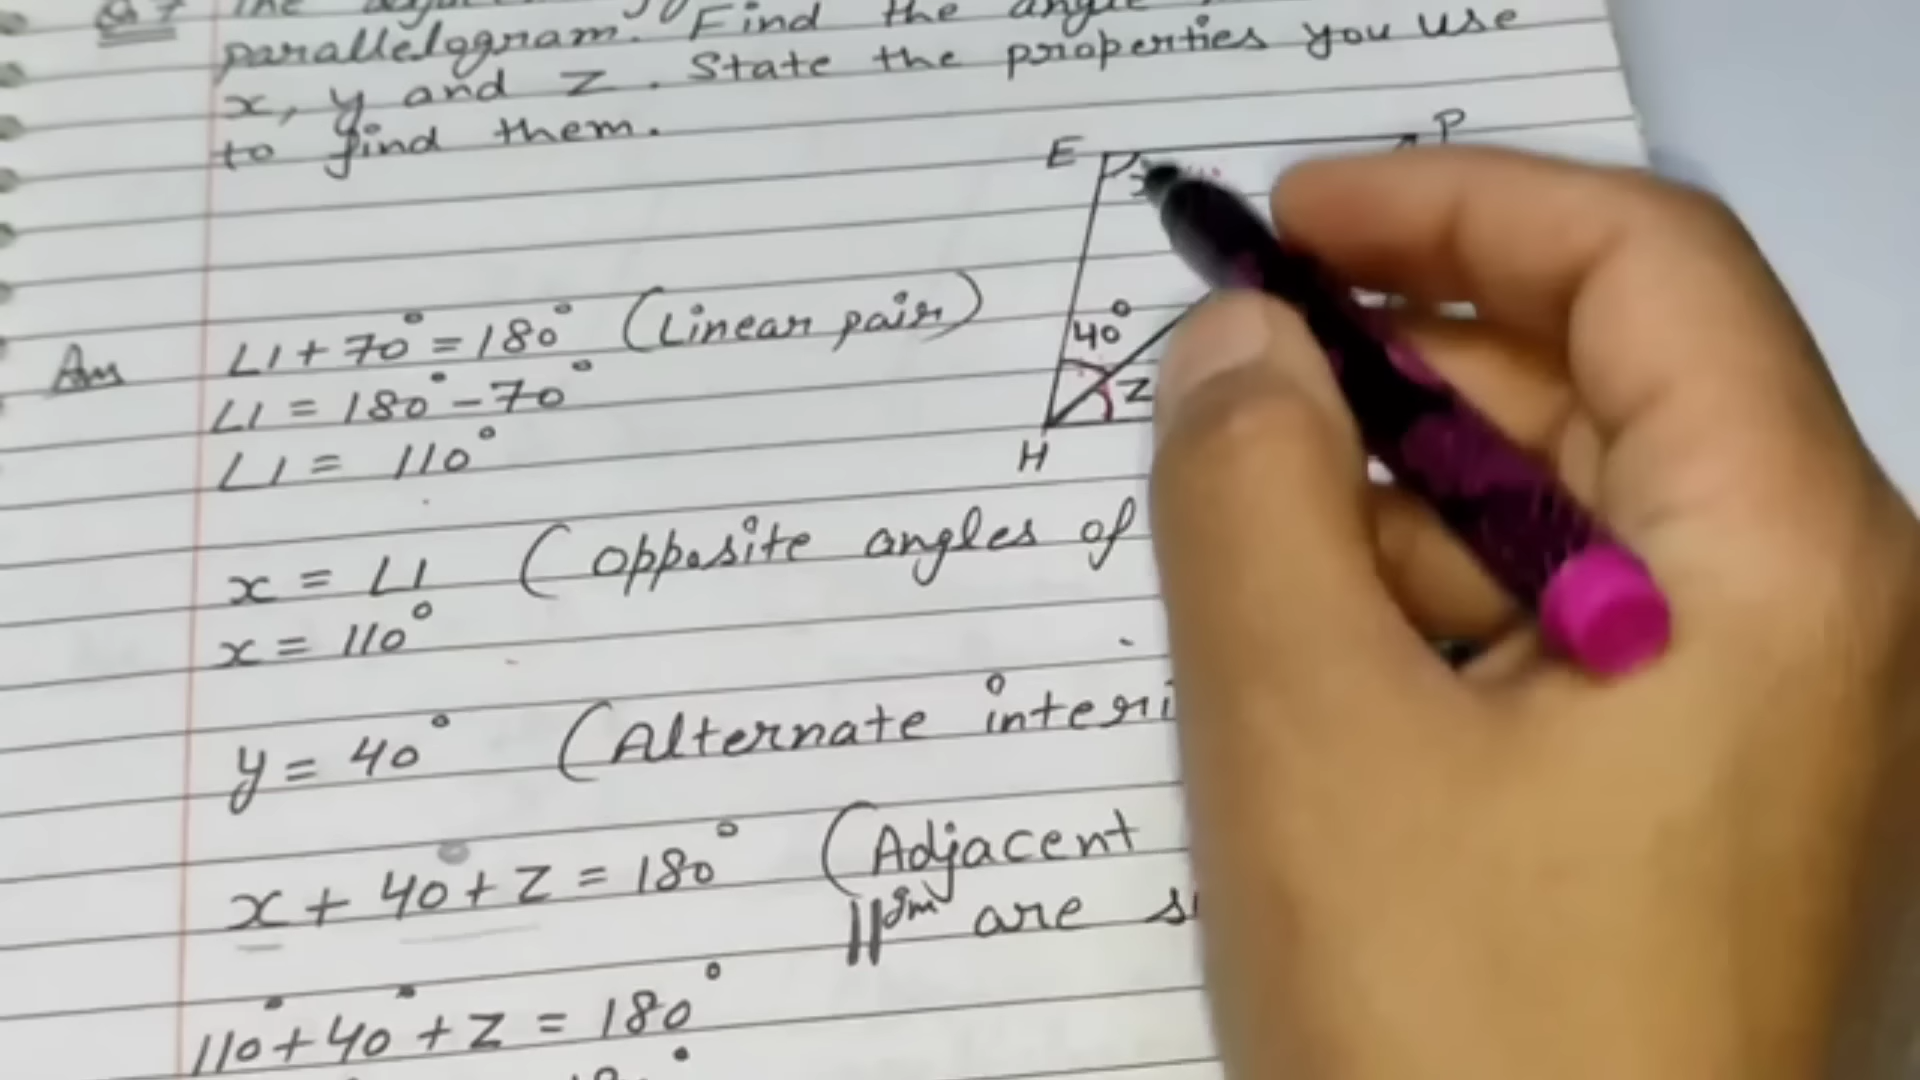 parallelogram. Find the angle
x, y and z. State the properties you use
to find them.
E P
x
40°
z
H
Ans ∠1 + 70° = 180° (Linear pair)
∠1 = 180° - 70°
∠1 = 110°
x = ∠1 (opposite angles of
x = 110°
y = 40° (Alternate interi
x + 40° + z = 180° (Adjacent
||gm are su
110° + 40° + z = 180°